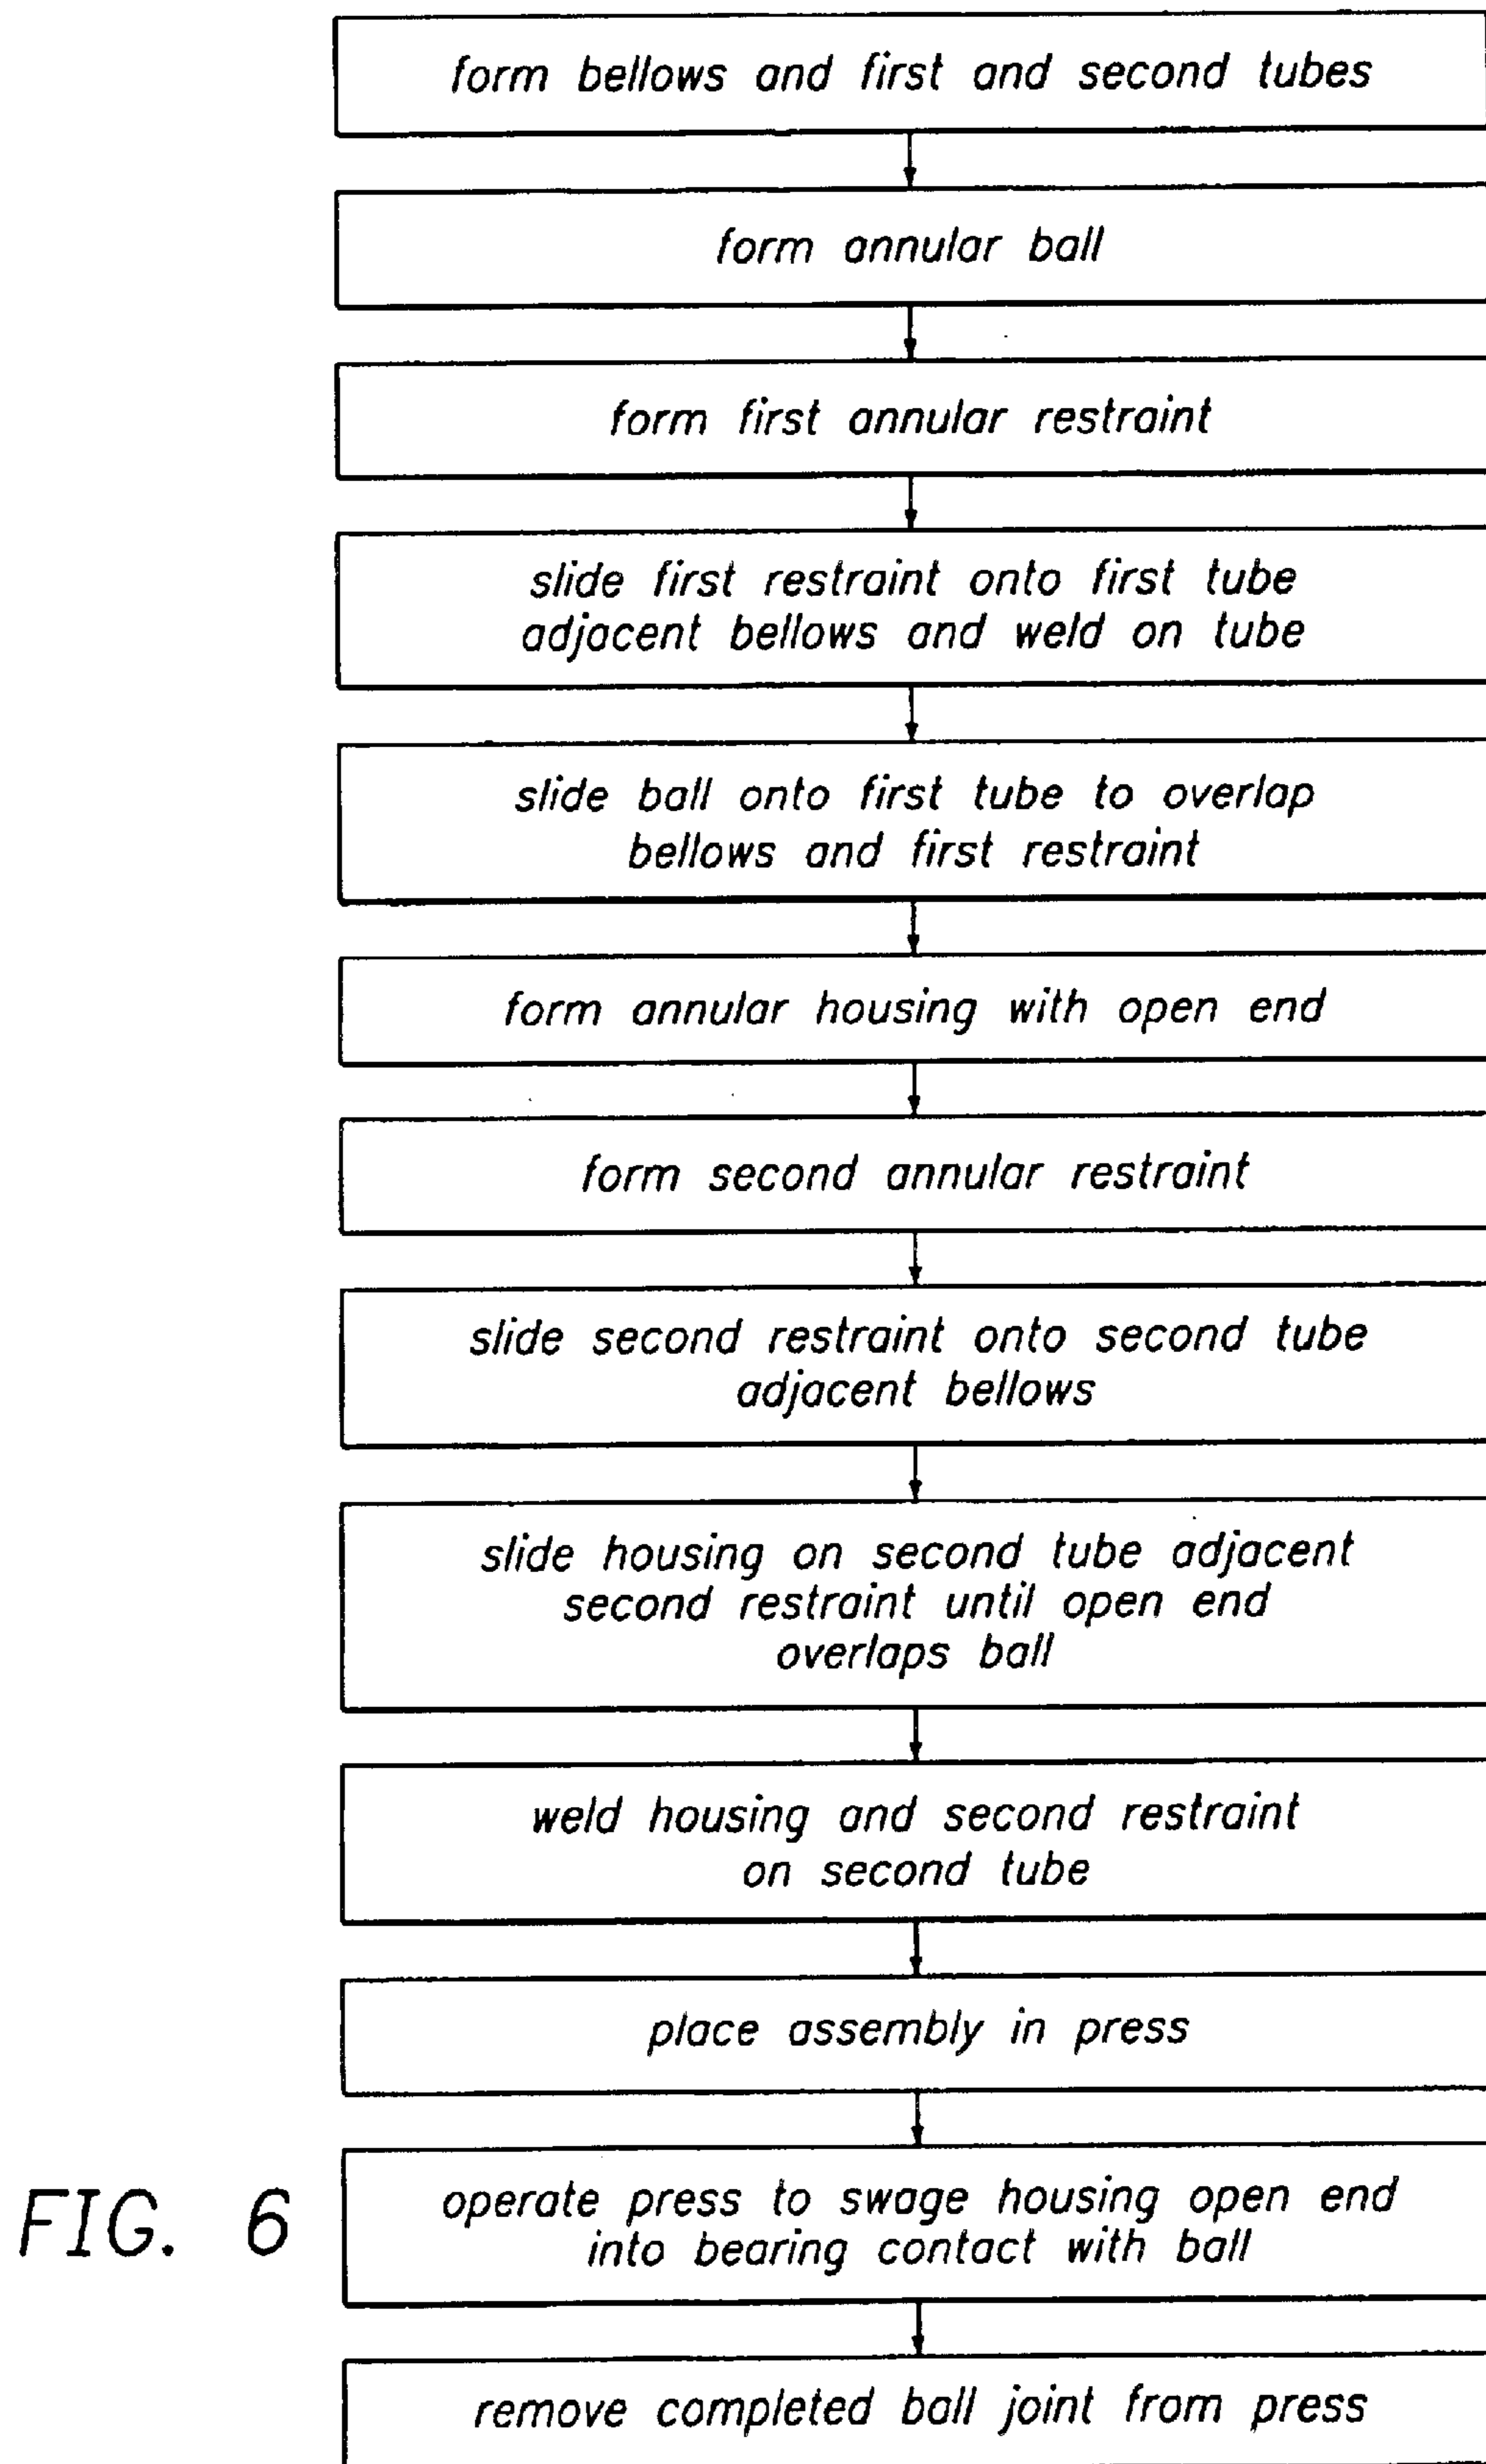 form bellows and first and second tubes
form annular ball
form first annular restraint
slide first restraint onto first tube
adjacent bellows and weld on tube
slide ball onto first tube to overlap
bellows and first restraint
form annular housing with open end
form second annular restraint
slide second restraint onto second tube
adjacent bellows
slide housing on second tube adjacent
second restraint until open end
overlaps ball
weld housing and second restraint
on second tube
place assembly in press
operate press to swage housing open end
into bearing contact with ball
FIG. 6
remove completed ball joint from press